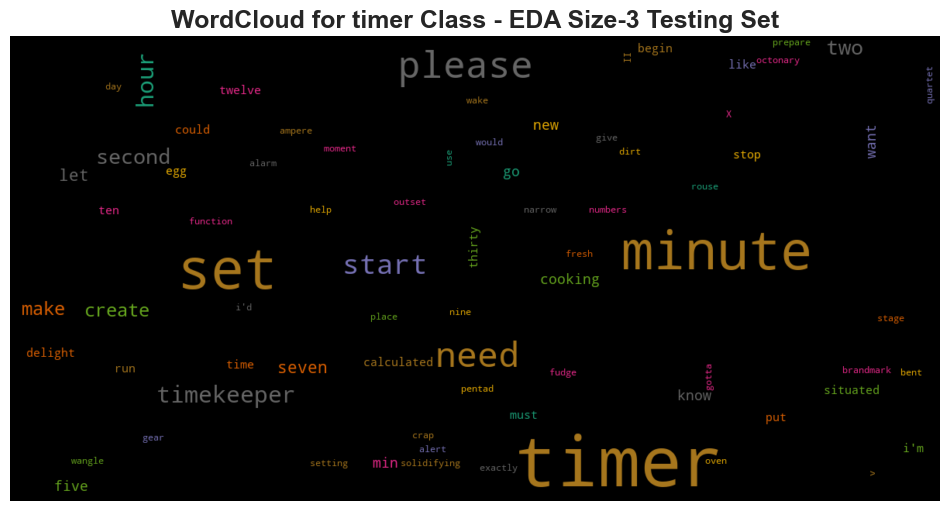 WordCloud for timer Class - EDA Size-3 Testing Set
prepare
two
begin
II
please
like
octonary
hour
day
twelve
quartet
wake
X
new
could
ampere
give
want
would
moment
dirt
stop
second
use
alarm
egg
go
let
rouse
outset
ten
help
narrow
numbers
function
thirty
minute
set
start
fresh
cooking
i'd
make
create
nine
place
stage
delight
need
time
calculated
seven
run
fudge
gotta
brandmark
bent
timekeeper
pentad
know
situated
must
put
crap
gear
timer
alert
i'm
wangle
setting
min
solidifying
exactly
oven
>
five